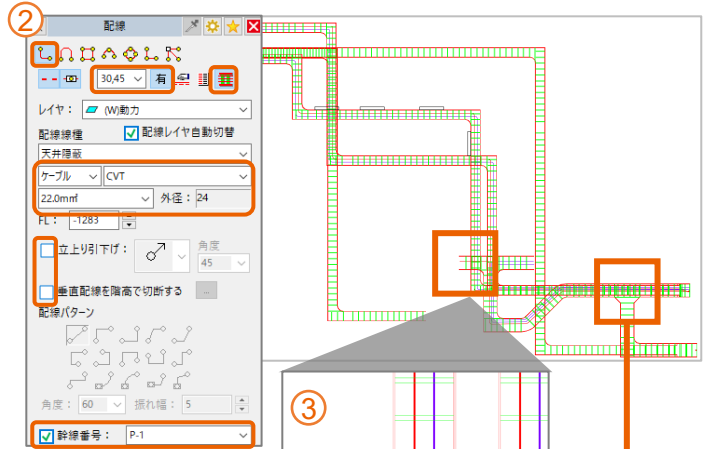 ②
配線
30,45
有
レイヤ： (W)動力
配線線種 配線レイヤ自動切替
天井隠蔽
ケーブル CVT
22.0mm² 外径： 24
FL： -1283
立上り引下げ： 角度
45
垂直配線を階高で切断する ...
配線パターン
角度： 60 振れ幅： 5
幹線番号： P-1
③